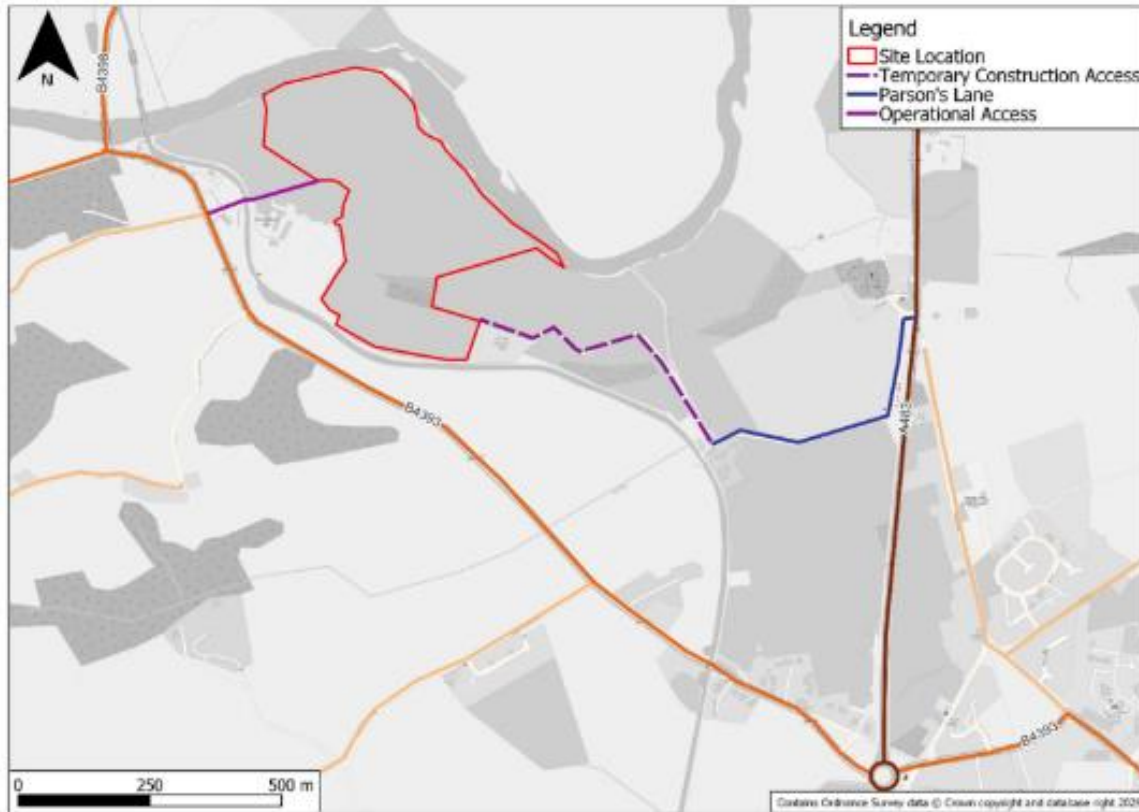 Legend
Site Location
Temporary Construction Access
Parson's Lane
Operational Access
N
B4398
B4393
A483
B4393
0 250 500 m
Contains Ordnance Survey data © Crown copyright and database right